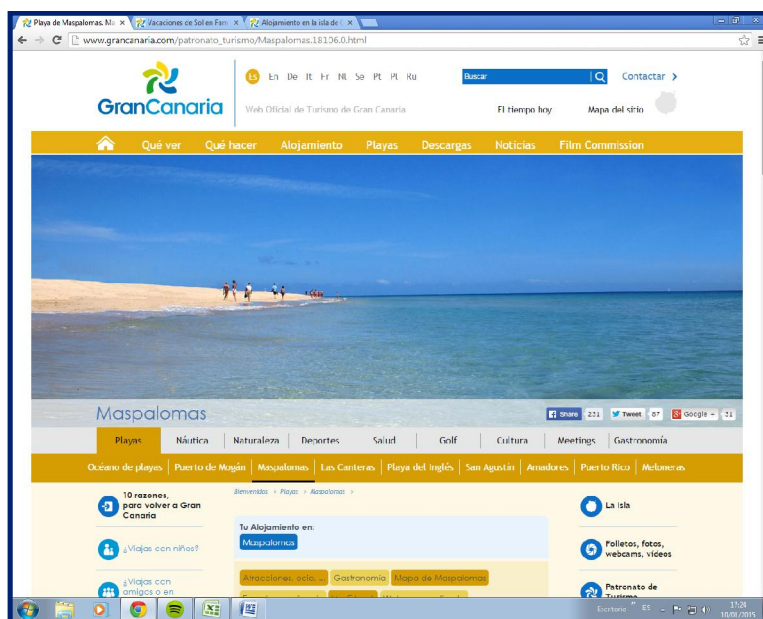 Playa de Maspalomas. Ma
Vacaciones de Sol en Fam
Alojamiento en la isla de G
www.grancanaria.com/patronato_turismo/Maspalomas.18106.0.html
GranCanaria
Es En De It Fr Nl Se Pt Pl Ru
Buscar
Contactar
Web Oficial de Turismo de Gran Canaria
El tiempo hoy
Mapa del sitio
Qué ver Qué hacer Alojamiento Playas Descargas Noticias Film Commission
Maspalomas
Share 231 Tweet 87 Google + 31
Playas Náutica Naturaleza Deportes Salud Golf Cultura Meetings Gastronomía
Océano de playas Puerto de Mogán Maspalomas Las Canteras Playa del Inglés San Agustín Amadores Puerto Rico Meloneras
10 razones,
para volver a Gran
Canaria
¿Viajas con niños?
¿Viajas con
amigos o en
Bienvenidos > Playas > Maspalomas >
Tu Alojamiento en:
Maspalomas
Atracciones, ocio, ... Gastronomía Mapa de Maspalomas
La Isla
Folletos, fotos,
webcams, vídeos
Patronato de
Turismo
Escritorio ES 17:24
10/01/2015